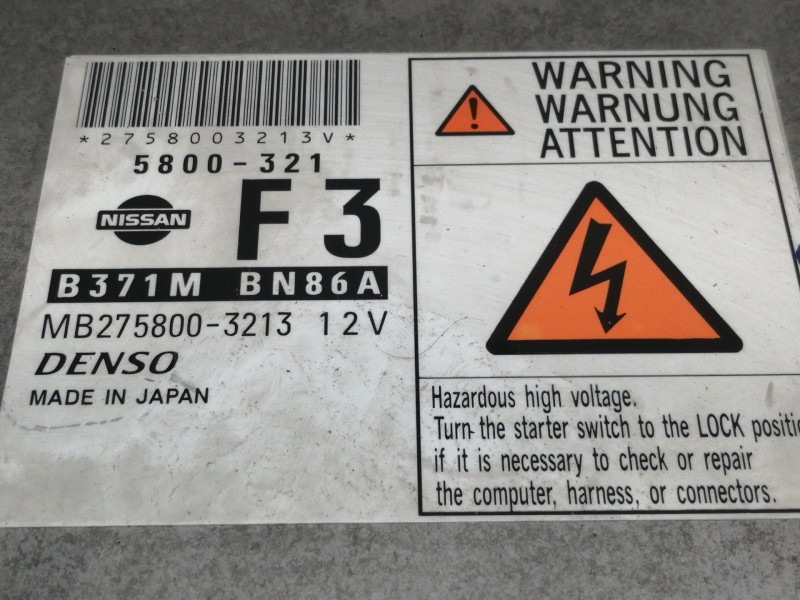 *2758003213V*
5800-321
NISSAN
F3
B371M BN86A
MB275800-3213 12V
DENSO
MADE IN JAPAN
WARNING
WARNUNG
ATTENTION
Hazardous high voltage.
Turn the starter switch to the LOCK positio
if it is necessary to check or repair
the computer, harness, or connectors.